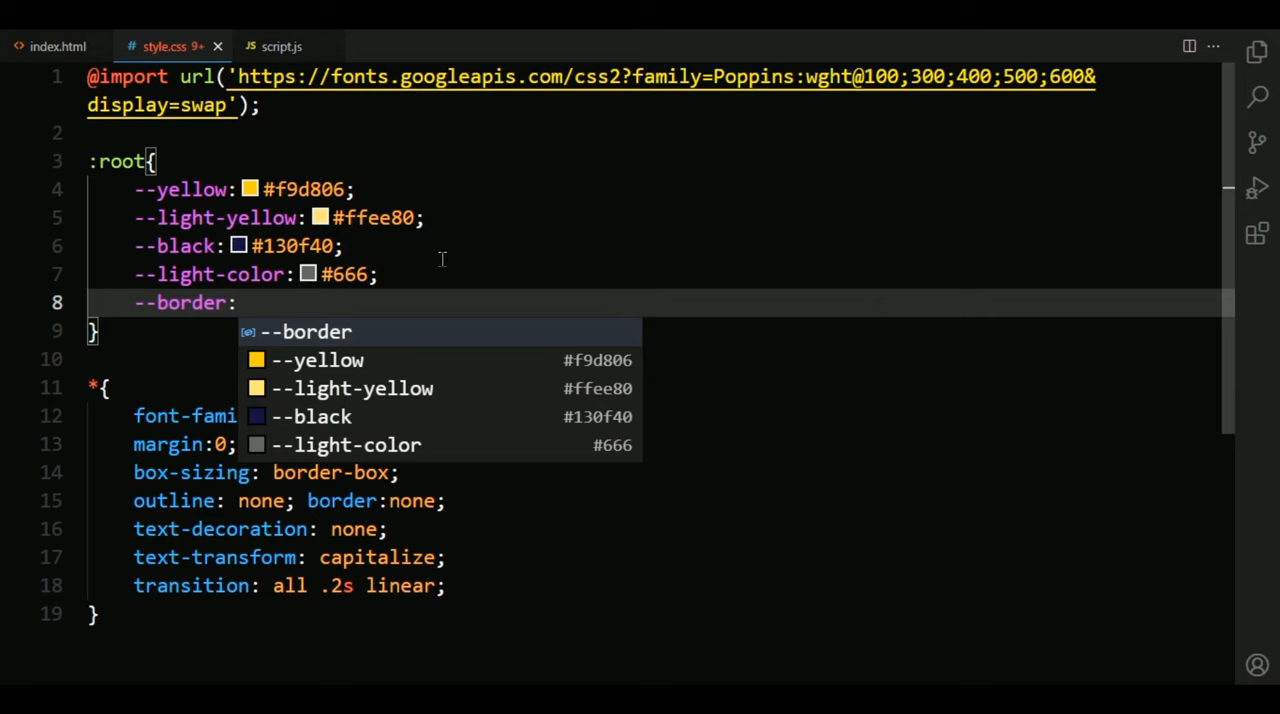 index.html
style.css 9+
script.js
1 @import url('https://fonts.googleapis.com/css2?family=Poppins:wght@100;300;400;500;600&
display=swap');
2
3 :root{
4 --yellow:#f9d806;
5 --light-yellow:#ffee80;
6 --black:#130f40;
7 --light-color:#666;
8 --border:
9 }
--border
10
--yellow #f9d806
11 *{
--light-yellow #ffee80
12 font-fami
--black #130f40
13 margin:0;
--light-color #666
14 box-sizing: border-box;
15 outline: none; border:none;
16 text-decoration: none;
17 text-transform: capitalize;
18 transition: all .2s linear;
19 }